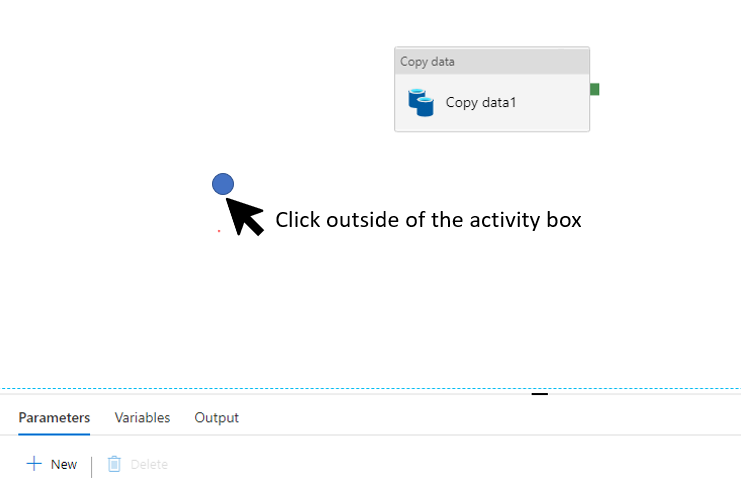 Copy data
Copy data1
Click outside of the activity box
Parameters Variables Output
New Delete